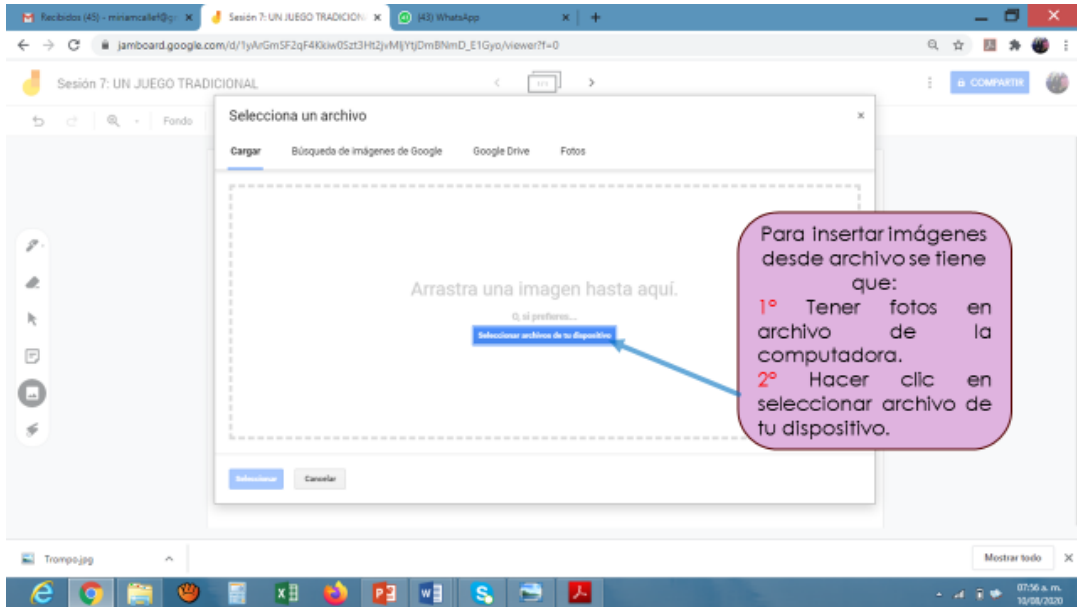 Recibidos (45) - miriamcallef@g
Sesión 7: UN JUEGO TRADICION
(43) WhatsApp
jamboard.google.com/d/1yArGmSF2qF4Kkiw0Szt3Ht2jvMljYtjDmBNmD_E1Gyo/viewer?f=0
Sesión 7: UN JUEGO TRADICIONAL
COMPARTIR
Fondo
Selecciona un archivo
Cargar
Búsqueda de imágenes de Google
Google Drive
Fotos
Arrastra una imagen hasta aquí.
O, si prefieres...
Seleccionar archivos de tu dispositivo
Para insertar imágenes
desde archivo se tiene
que:
1° Tener fotos en
archivo de la
computadora.
2° Hacer clic en
seleccionar archivo de
tu dispositivo.
Seleccionar
Cancelar
Trompo.jpg
Mostrar todo
07:56 a. m.
10/08/2020